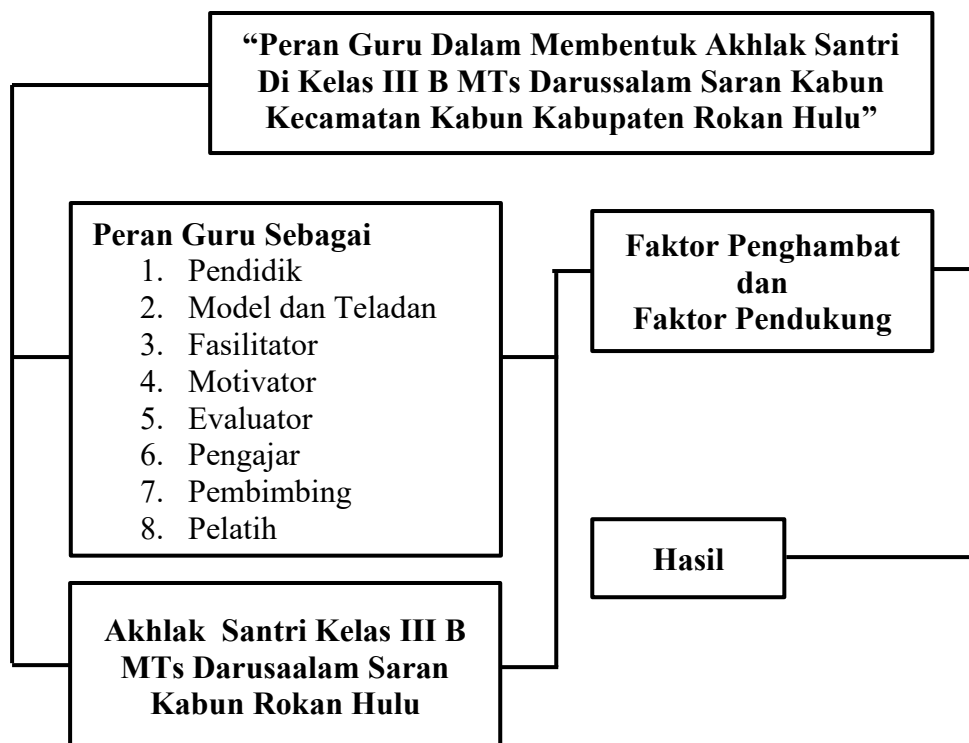 “Peran Guru Dalam Membentuk Akhlak Santri
Di Kelas III B MTs Darussalam Saran Kabun
Kecamatan Kabun Kabupaten Rokan Hulu”
Peran Guru Sebagai
1. Pendidik
2. Model dan Teladan
3. Fasilitator
4. Motivator
5. Evaluator
6. Pengajar
7. Pembimbing
8. Pelatih
Faktor Penghambat
dan
Faktor Pendukung
Hasil
Akhlak Santri Kelas III B
MTs Darusaalam Saran
Kabun Rokan Hulu